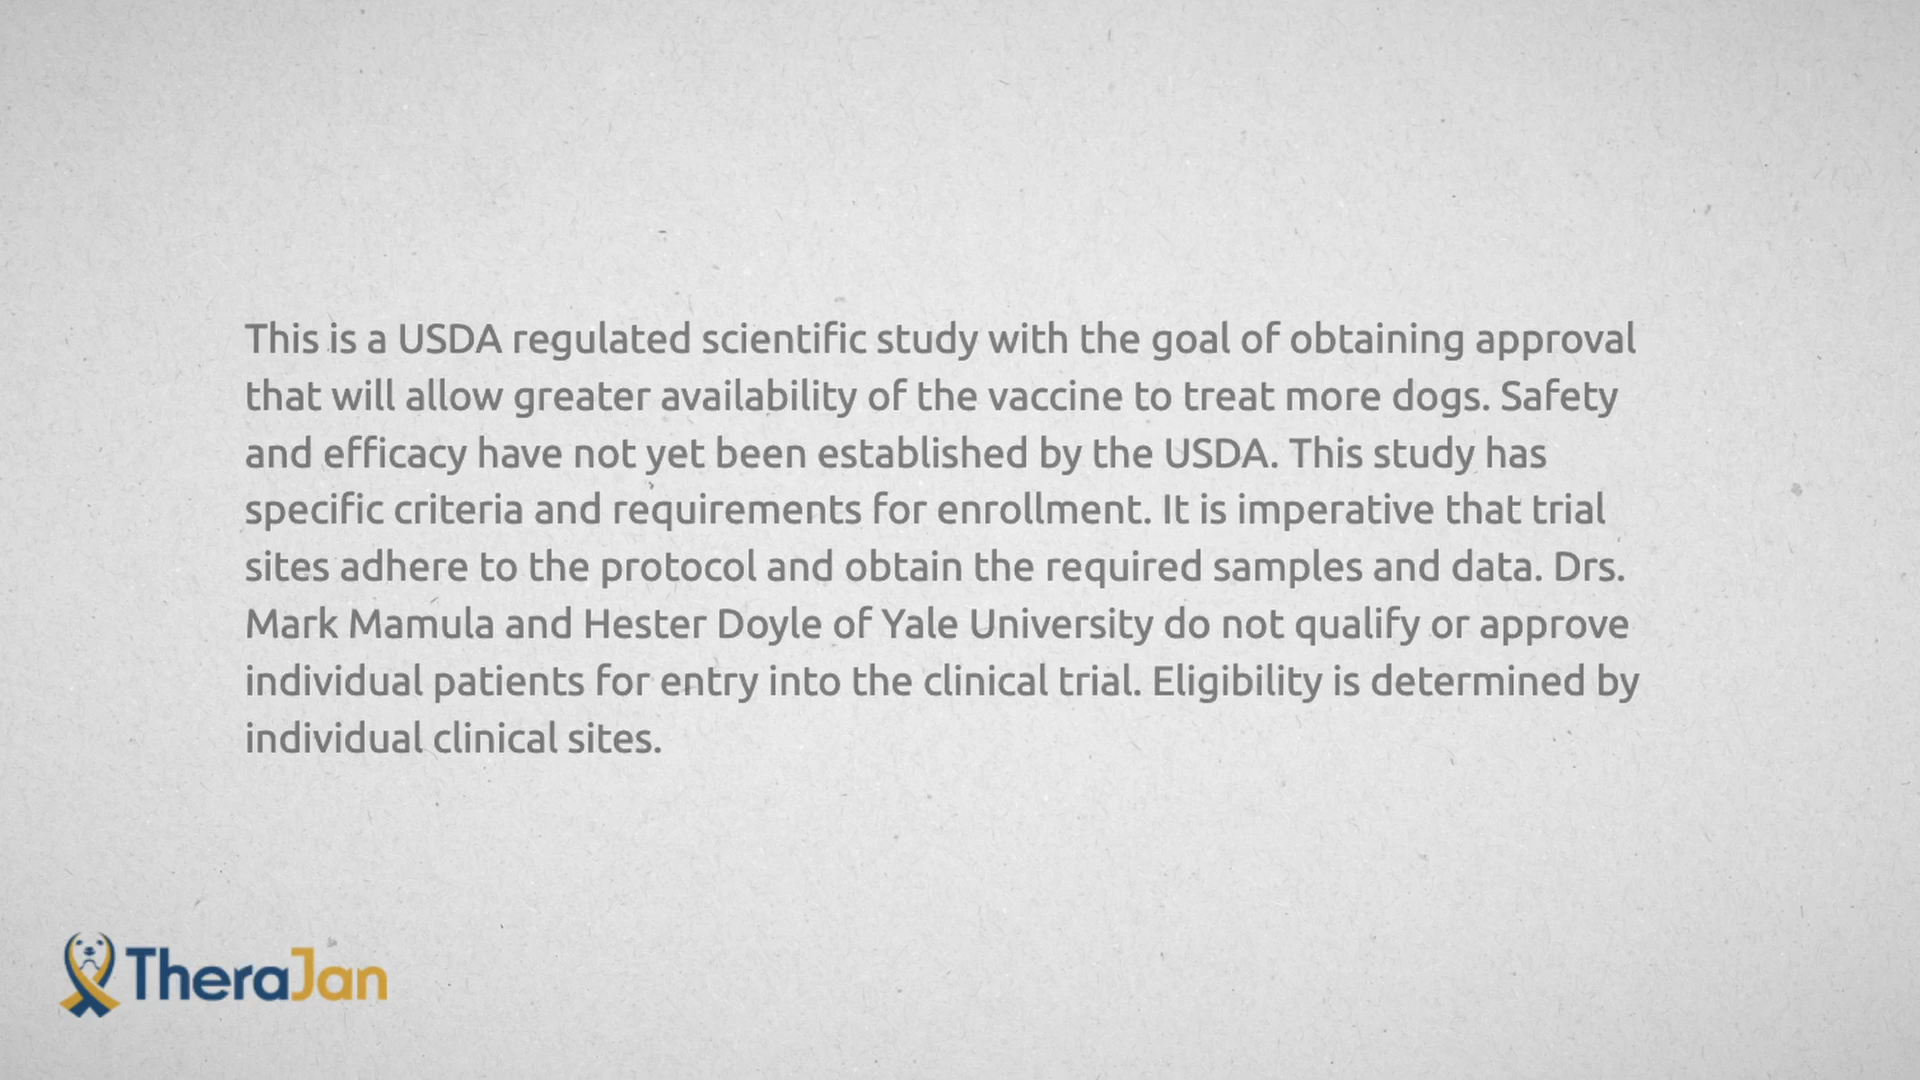 This is a USDA regulated scientific study with the goal of obtaining approval
that will allow greater availability of the vaccine to treat more dogs. Safety
and efficacy have not yet been established by the USDA. This study has
specific criteria and requirements for enrollment. It is imperative that trial
sites adhere to the protocol and obtain the required samples and data. Drs.
Mark Mamula and Hester Doyle of Yale University do not qualify or approve
individual patients for entry into the clinical trial. Eligibility is determined by
individual clinical sites.
TheraJan